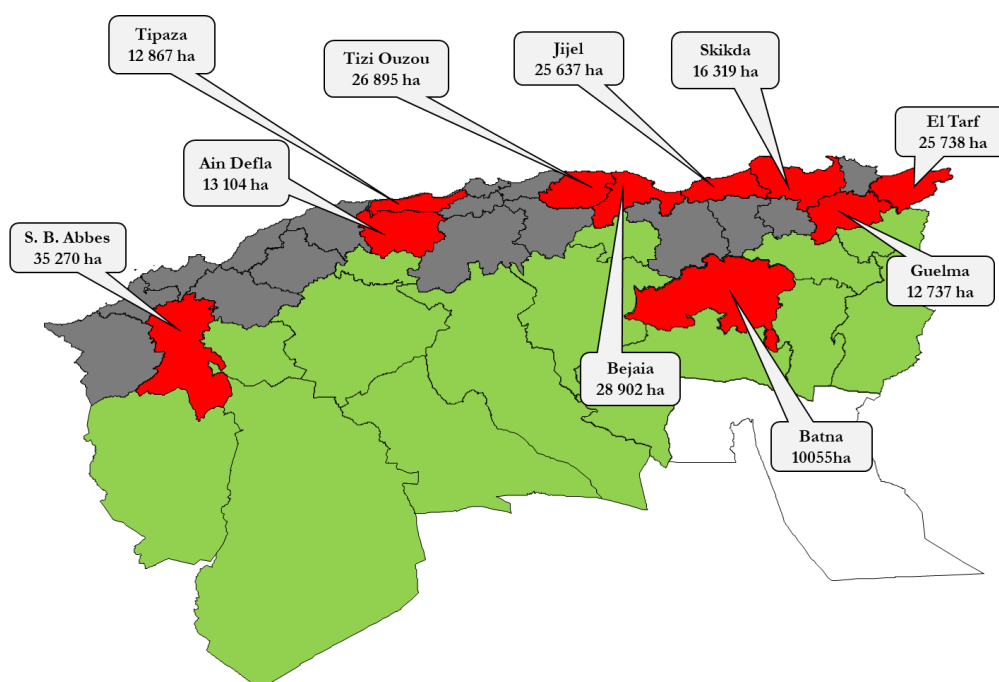 Tipaza
12 867 ha
Tizi Ouzou
26 895 ha
Jijel
25 637 ha
Skikda
16 319 ha
El Tarf
25 738 ha
Ain Defla
13 104 ha
S. B. Abbes
35 270 ha
Guelma
12 737 ha
Bejaia
28 902 ha
Batna
10055ha